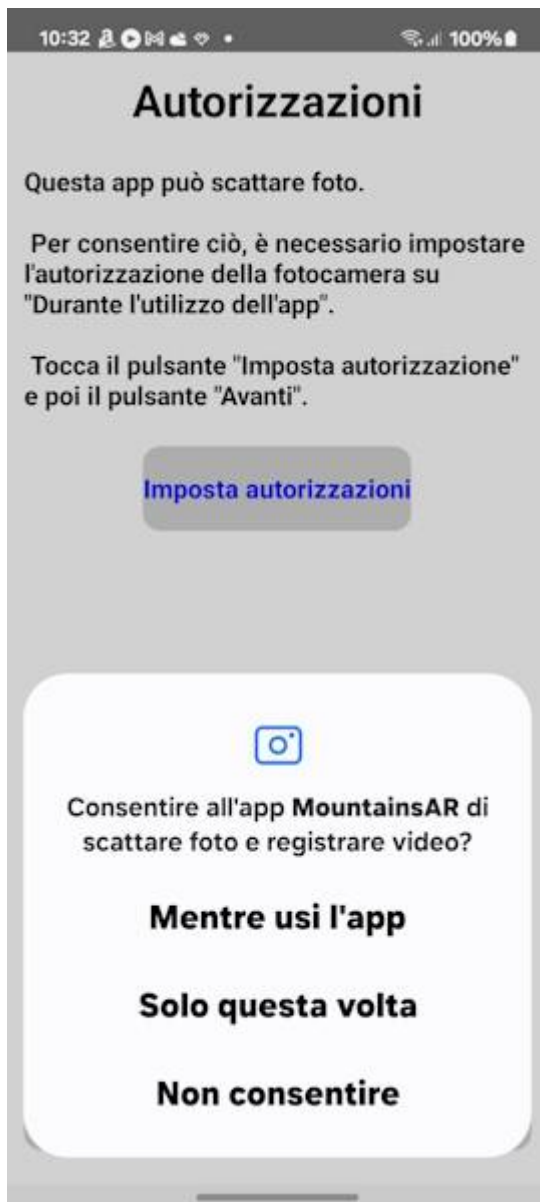 10:32
100%
Autorizzazioni
Questa app può scattare foto.
Per consentire ciò, è necessario impostare
l'autorizzazione della fotocamera su
"Durante l'utilizzo dell'app".
Tocca il pulsante "Imposta autorizzazione"
e poi il pulsante "Avanti".
Imposta autorizzazioni
Consentire all'app MountainsAR di
scattare foto e registrare video?
Mentre usi l'app
Solo questa volta
Non consentire